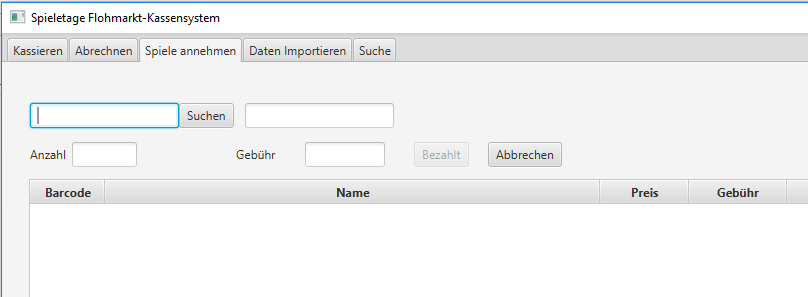 Spieletage Flohmarkt-Kassensystem
Kassieren Abrechnen Spiele annehmen Daten Importieren Suche
Suchen
Anzahl Gebühr Bezahlt Abbrechen
Barcode Name Preis Gebühr